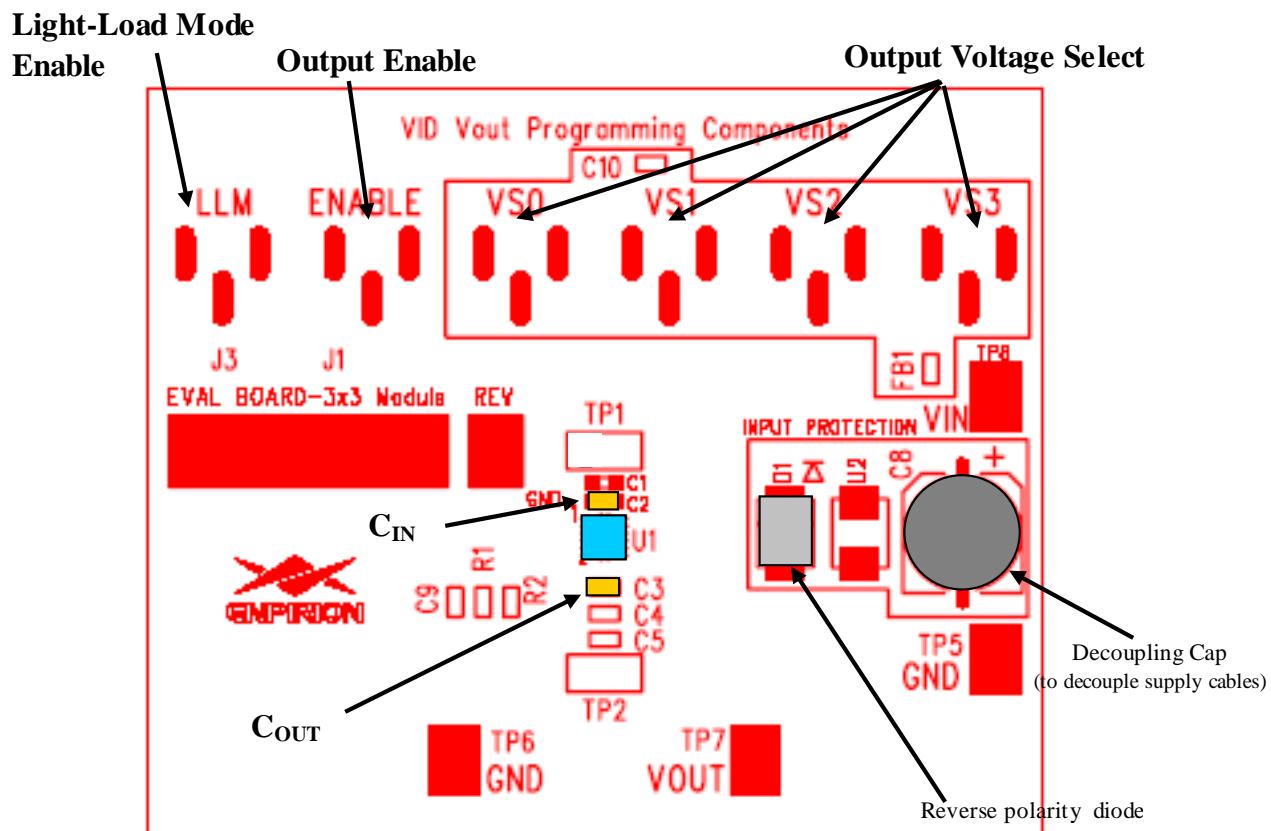 Light-Load Mode
Enable
Output Enable
Output Voltage Select
VID Vout Programming Components
C10
LLM
ENABLE
VS0
VS1
VS2
VS3
J3
J1
FB1
TP8
EVAL BOARD-3x3 Module
REV
TP1
VIN
INPUT PROTECTION
D1
U2
C8
+
C1
GND
C2
CIN
1
U1
R1
C9
R2
C3
C4
C5
ENPIRION
TP5
GND
Decoupling Cap
(to decouple supply cables)
TP2
COUT
TP6
GND
TP7
VOUT
Reverse polarity diode